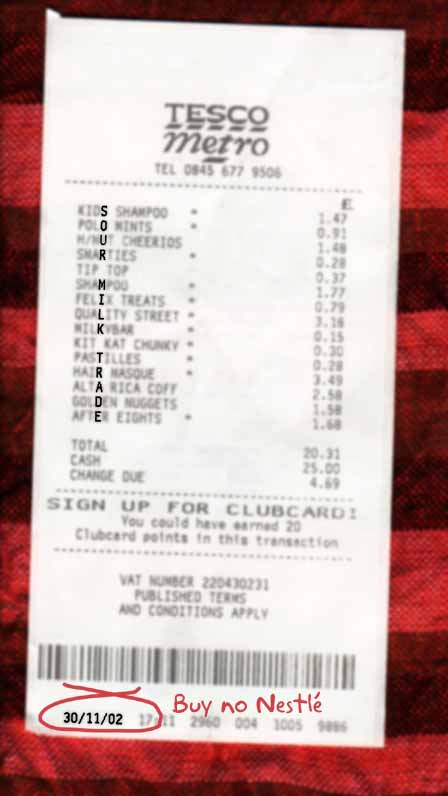 TESCO
metro
TEL 0845 677 9506
£
KIDS SHAMPOO * 1.47
POLO MINTS * 0.91
H/NUT CHEERIOS 1.48
SMARTIES * 0.28
TIP TOP 0.37
SHAMPOU * 1.77
FELIX TREATS * 0.79
QUALITY STREET * 3.18
MILKYBAR * 0.15
KIT KAT CHUNKY * 0.30
PASTILLES * 0.28
HAIR MASQUE * 3.49
ALTA RICA COFF 2.58
GOLDEN NUGGETS 1.58
AFTER EIGHTS * 1.68
TOTAL 20.31
CASH 25.00
CHANGE DUE 4.69
SIGN UP FOR CLUBCARD!
You could have earned 20
Clubcard points in this transaction
VAT NUMBER 220430231
PUBLISHED TERMS
AND CONDITIONS APPLY
Buy no Nestlé
30/11/02 17:11 2960 004 1005 9886